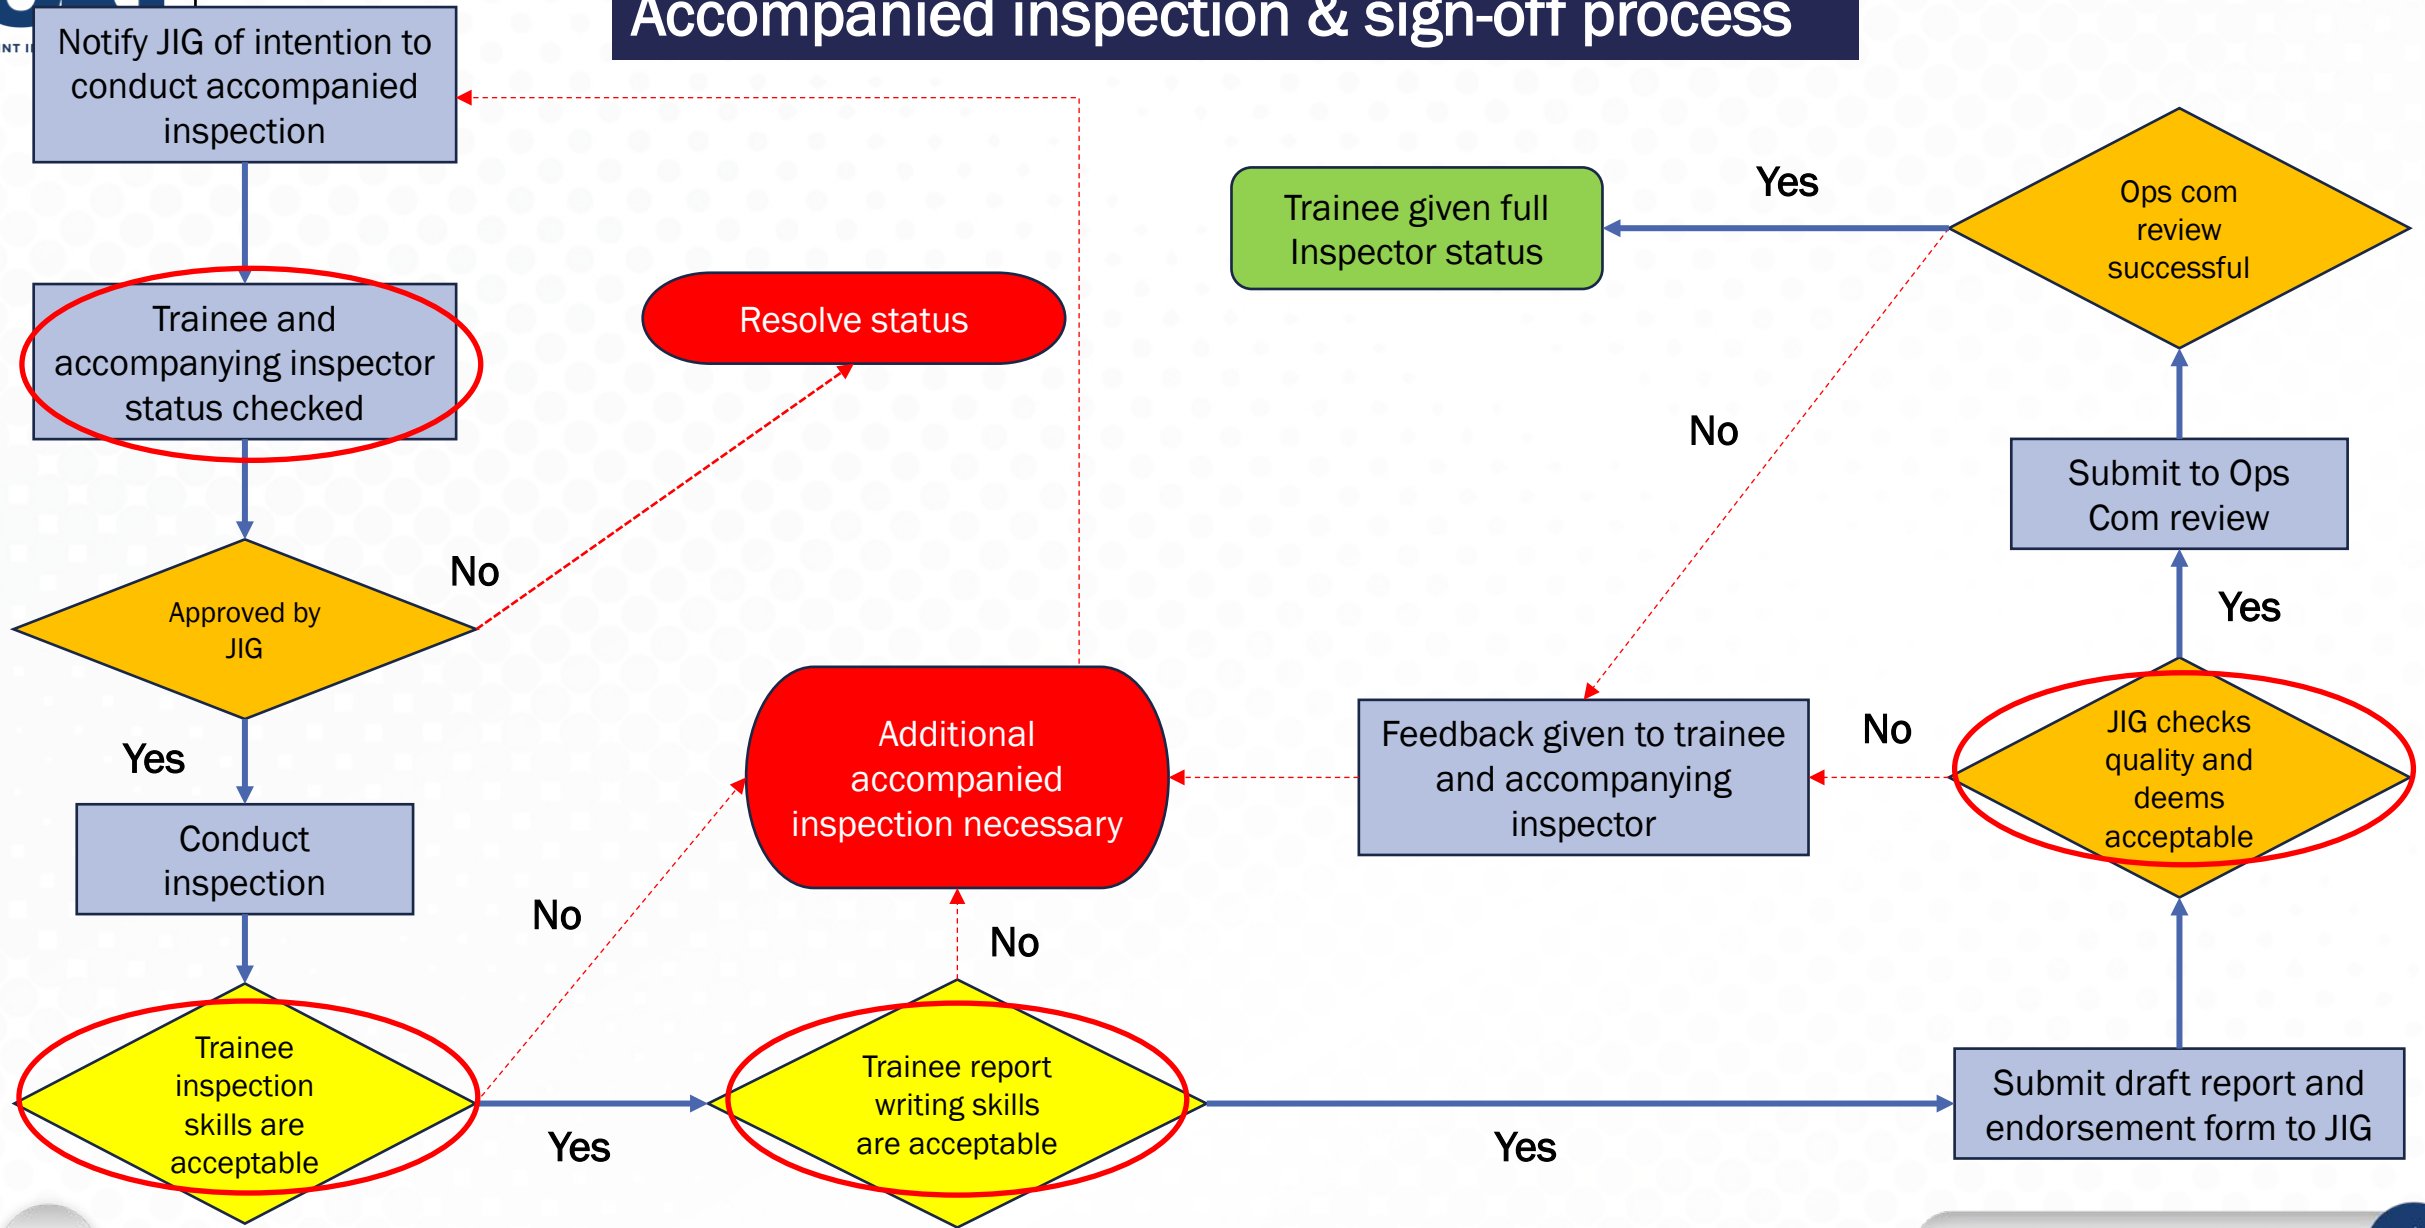 Accompanied inspection & sign-off process
Notify JIG of intention to
conduct accompanied
inspection
Trainee and
accompanying inspector
status checked
Approved by
JIG
No
Resolve status
Yes
Conduct
inspection
Trainee
inspection
skills are
acceptable
No
Yes
Additional
accompanied
inspection necessary
No
Trainee report
writing skills
are acceptable
Yes
Submit draft report and
endorsement form to JIG
JIG checks
quality and
deems
acceptable
No
Feedback given to trainee
and accompanying
inspector
Yes
Submit to Ops
Com review
Ops com
review
successful
No
Yes
Trainee given full
Inspector status